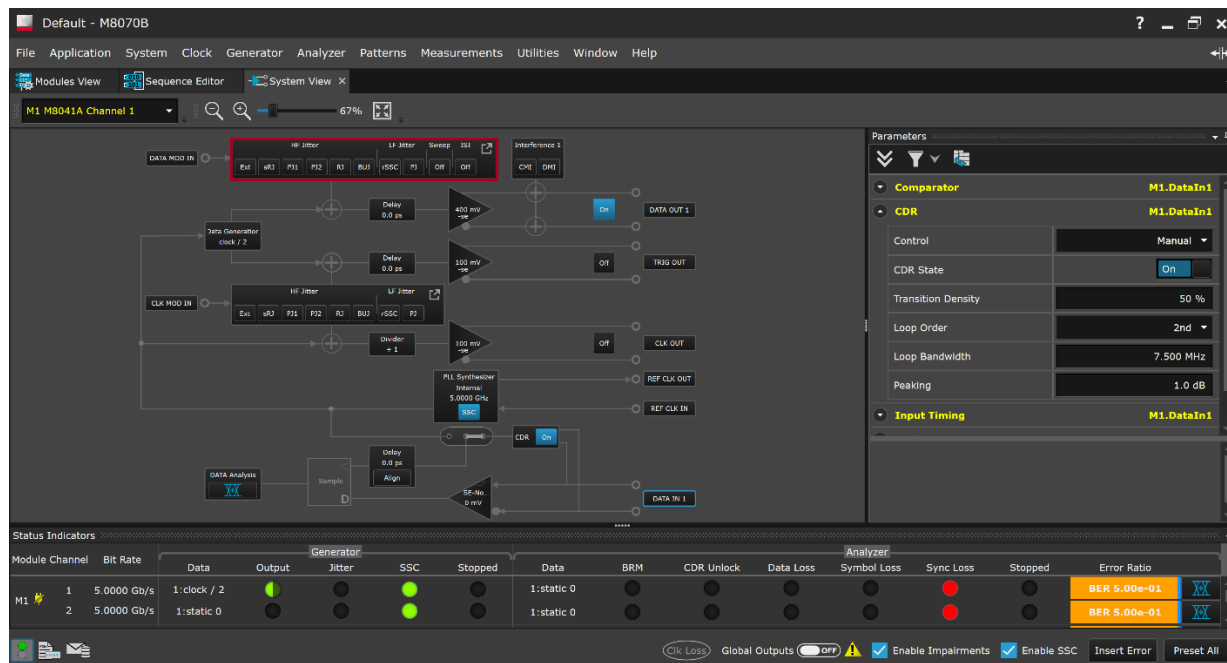 Default - M8070B
File Application System Clock Generator Analyzer Patterns Measurements Utilities Window Help
Modules View Sequence Editor System View
M1 M8041A Channel 1 67%
HF Jitter LF Jitter Sweep ISI
DATA MOD IN
Ext sRJ PJ1 PJ2 RJ BUJ rSSC PJ Off Off
Interference 1
CMI DMI
Delay
0.0 ps
400 mV
-se
On
DATA OUT 1
Data Generation
clock / 2
Delay
0.0 ps
100 mV
-se
Off
TRIG OUT
HF Jitter LF Jitter
CLK MOD IN
Ext sRJ PJ1 PJ2 RJ BUJ rSSC PJ
Divider
÷ 1
100 mV
-se
Off
CLK OUT
PLL Synthesizer
Internal
5.0000 GHz
SSC
REF CLK OUT
REF CLK IN
CDR On
Delay
0.0 ps
Align
DATA Analysis
Sample
D
SE-No...
0 mV
DATA IN 1
Parameters
Comparator M1.DataIn1
CDR M1.DataIn1
Control Manual
CDR State On
Transition Density 50 %
Loop Order 2nd
Loop Bandwidth 7.500 MHz
Peaking 1.0 dB
Input Timing M1.DataIn1
Status Indicators
Generator Analyzer
Module Channel Bit Rate Data Output Jitter SSC Stopped Data BRM CDR Unlock Data Loss Symbol Loss Sync Loss Stopped Error Ratio
M1
1 5.0000 Gb/s 1:clock / 2 1:static 0 BER 5.00e-01
2 5.0000 Gb/s 1:static 0 1:static 0 BER 5.00e-01
Clk Loss Global Outputs OFF Enable Impairments Enable SSC Insert Error Preset All